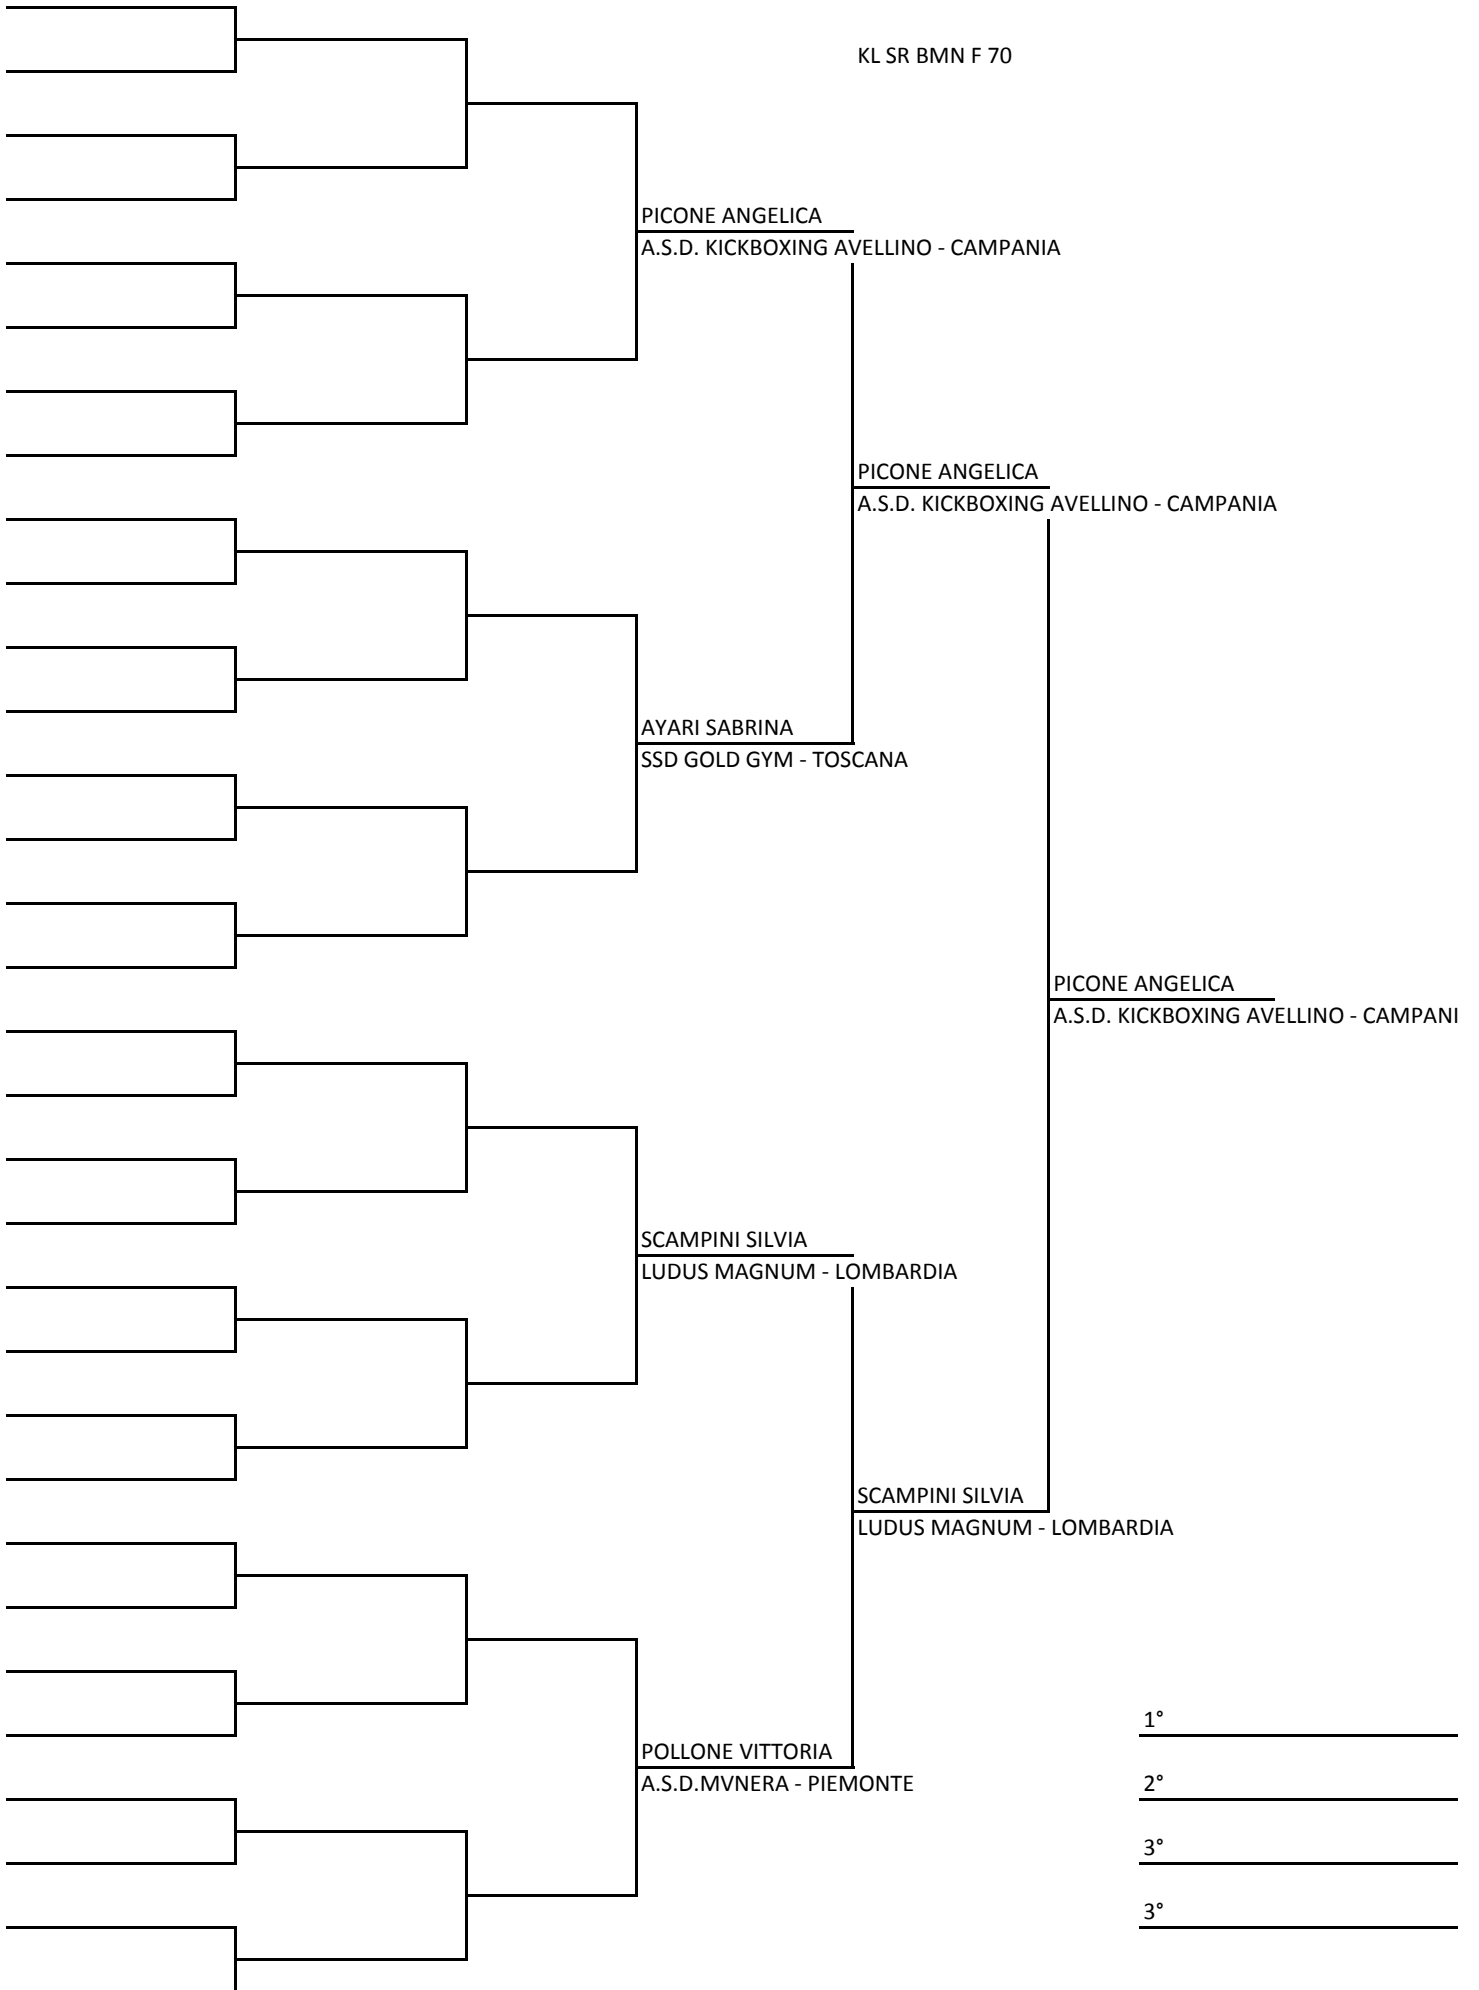 KL SR BMN F 70
PICONE ANGELICA
A.S.D. KICKBOXING AVELLINO - CAMPANIA
PICONE ANGELICA
A.S.D. KICKBOXING AVELLINO - CAMPANIA
AYARI SABRINA
SSD GOLD GYM - TOSCANA
PICONE ANGELICA
A.S.D. KICKBOXING AVELLINO - CAMPANI
SCAMPINI SILVIA
LUDUS MAGNUM - LOMBARDIA
SCAMPINI SILVIA
LUDUS MAGNUM - LOMBARDIA
1°
POLLONE VITTORIA
A.S.D.MVNERA - PIEMONTE
2°
3°
3°